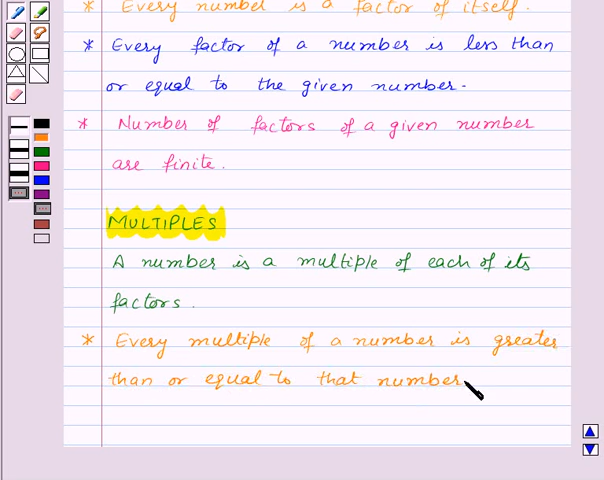 * Every number is a factor of itself.
* Every factor of a number is less than
or equal to the given number.
* Number of factors of a given number
are finite.
MULTIPLES
A number is a multiple of each of its
factors.
* Every multiple of a number is greater
than or equal to that number